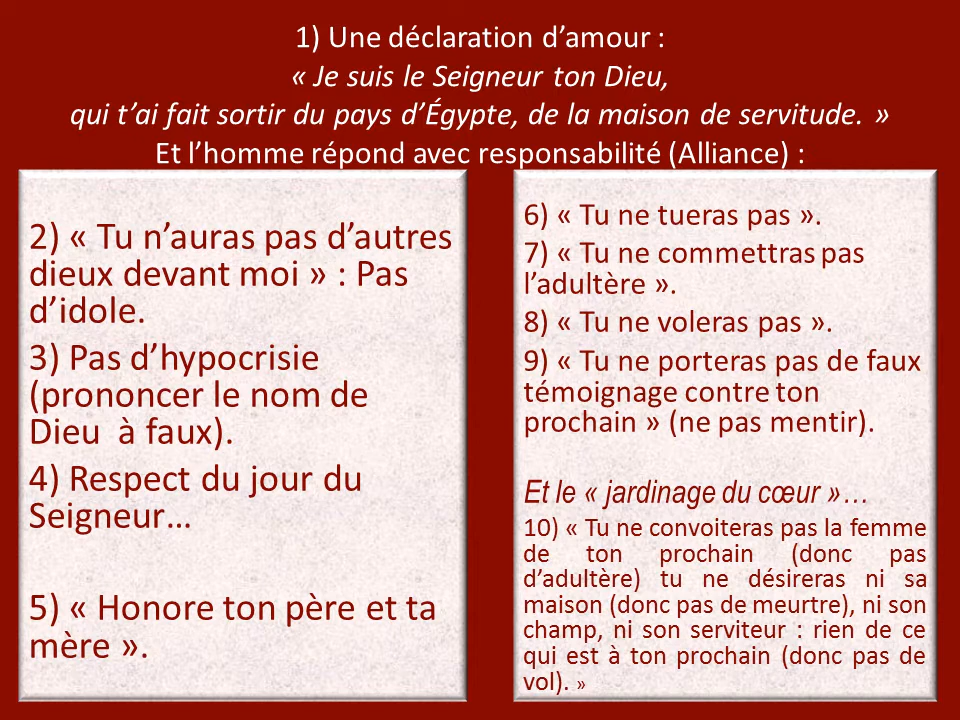 1) Une déclaration d’amour :
« Je suis le Seigneur ton Dieu,
qui t’ai fait sortir du pays d’Égypte, de la maison de servitude. »
Et l’homme répond avec responsabilité (Alliance) :
2) « Tu n’auras pas d’autres
dieux devant moi » : Pas
d’idole.
3) Pas d’hypocrisie
(prononcer le nom de
Dieu à faux).
4) Respect du jour du
Seigneur…
5) « Honore ton père et ta
mère ».
6) « Tu ne tueras pas ».
7) « Tu ne commettras pas
l’adultère ».
8) « Tu ne voleras pas ».
9) « Tu ne porteras pas de faux
témoignage contre ton
prochain » (ne pas mentir).
Et le « jardinage du cœur »…
10) « Tu ne convoiteras pas la femme
de ton prochain (donc pas
d’adultère) tu ne désireras ni sa
maison (donc pas de meurtre), ni son
champ, ni son serviteur : rien de ce
qui est à ton prochain (donc pas de
vol). »